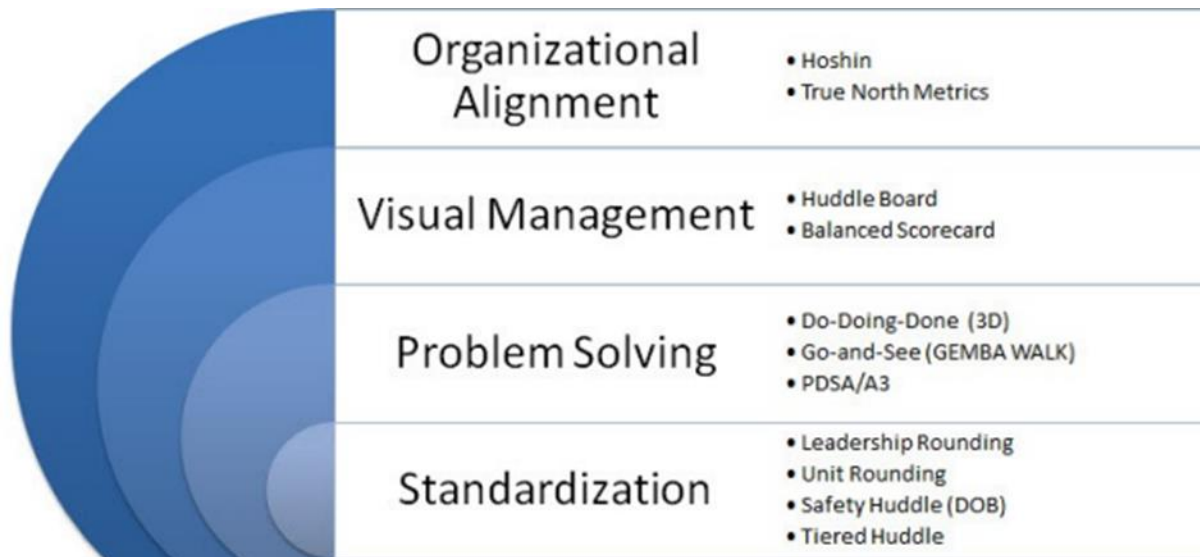 Organizational
Alignment
• Hoshin
• True North Metrics
Visual Management
• Huddle Board
• Balanced Scorecard
Problem Solving
• Do-Doing-Done (3D)
• Go-and-See (GEMBA WALK)
• PDSA/A3
Standardization
• Leadership Rounding
• Unit Rounding
• Safety Huddle (DOB)
• Tiered Huddle